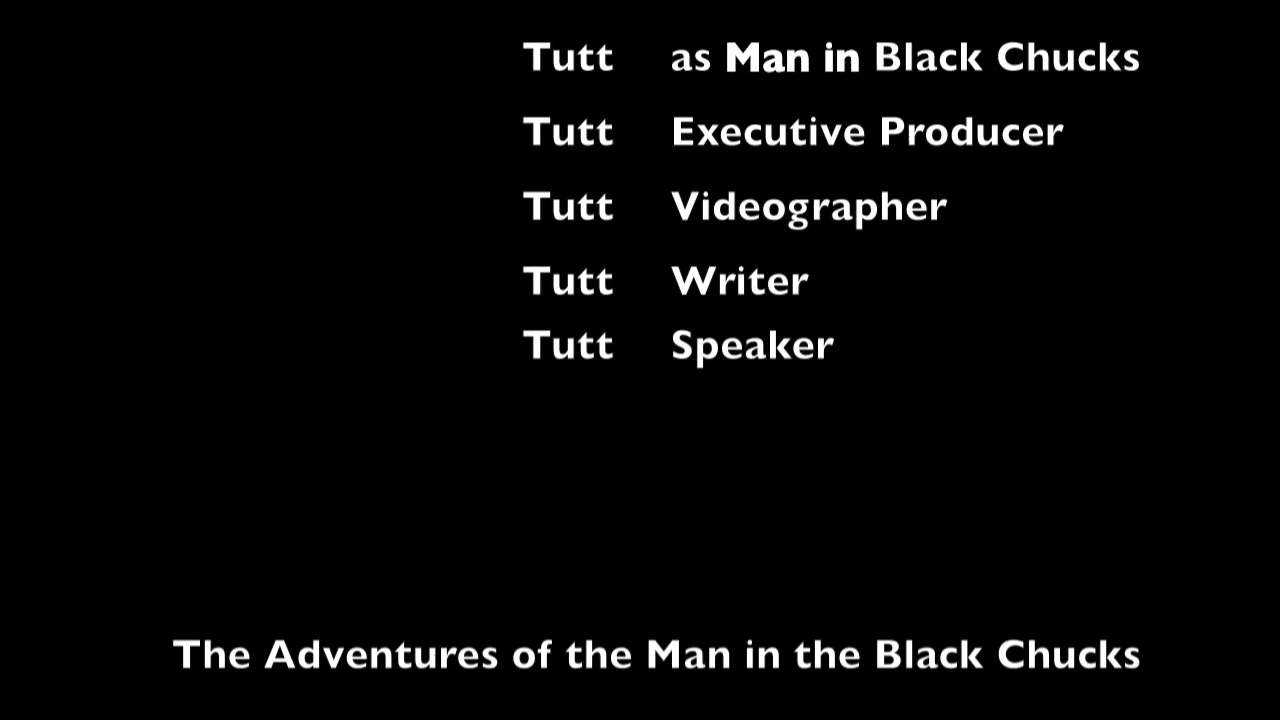 Tutt as Man in Black Chucks
Tutt Executive Producer
Tutt Videographer
Tutt Writer
Tutt Speaker
The Adventures of the Man in the Black Chucks